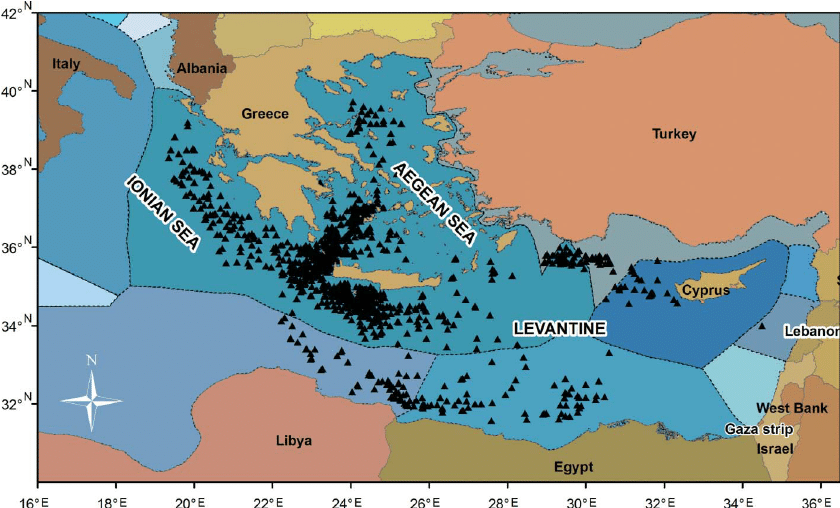 42°N
40°N
38°N
36°N
34°N
32°N
Italy
Albania
Greece
Turkey
IONIAN SEA
AEGEAN SEA
Cyprus
LEVANTINE
Lebanor
N
West Bank
Gaza strip
Israel
Libya
Egypt
16°E 18°E 20°E 22°E 24°E 26°E 28°E 30°E 32°E 34°E 36°E